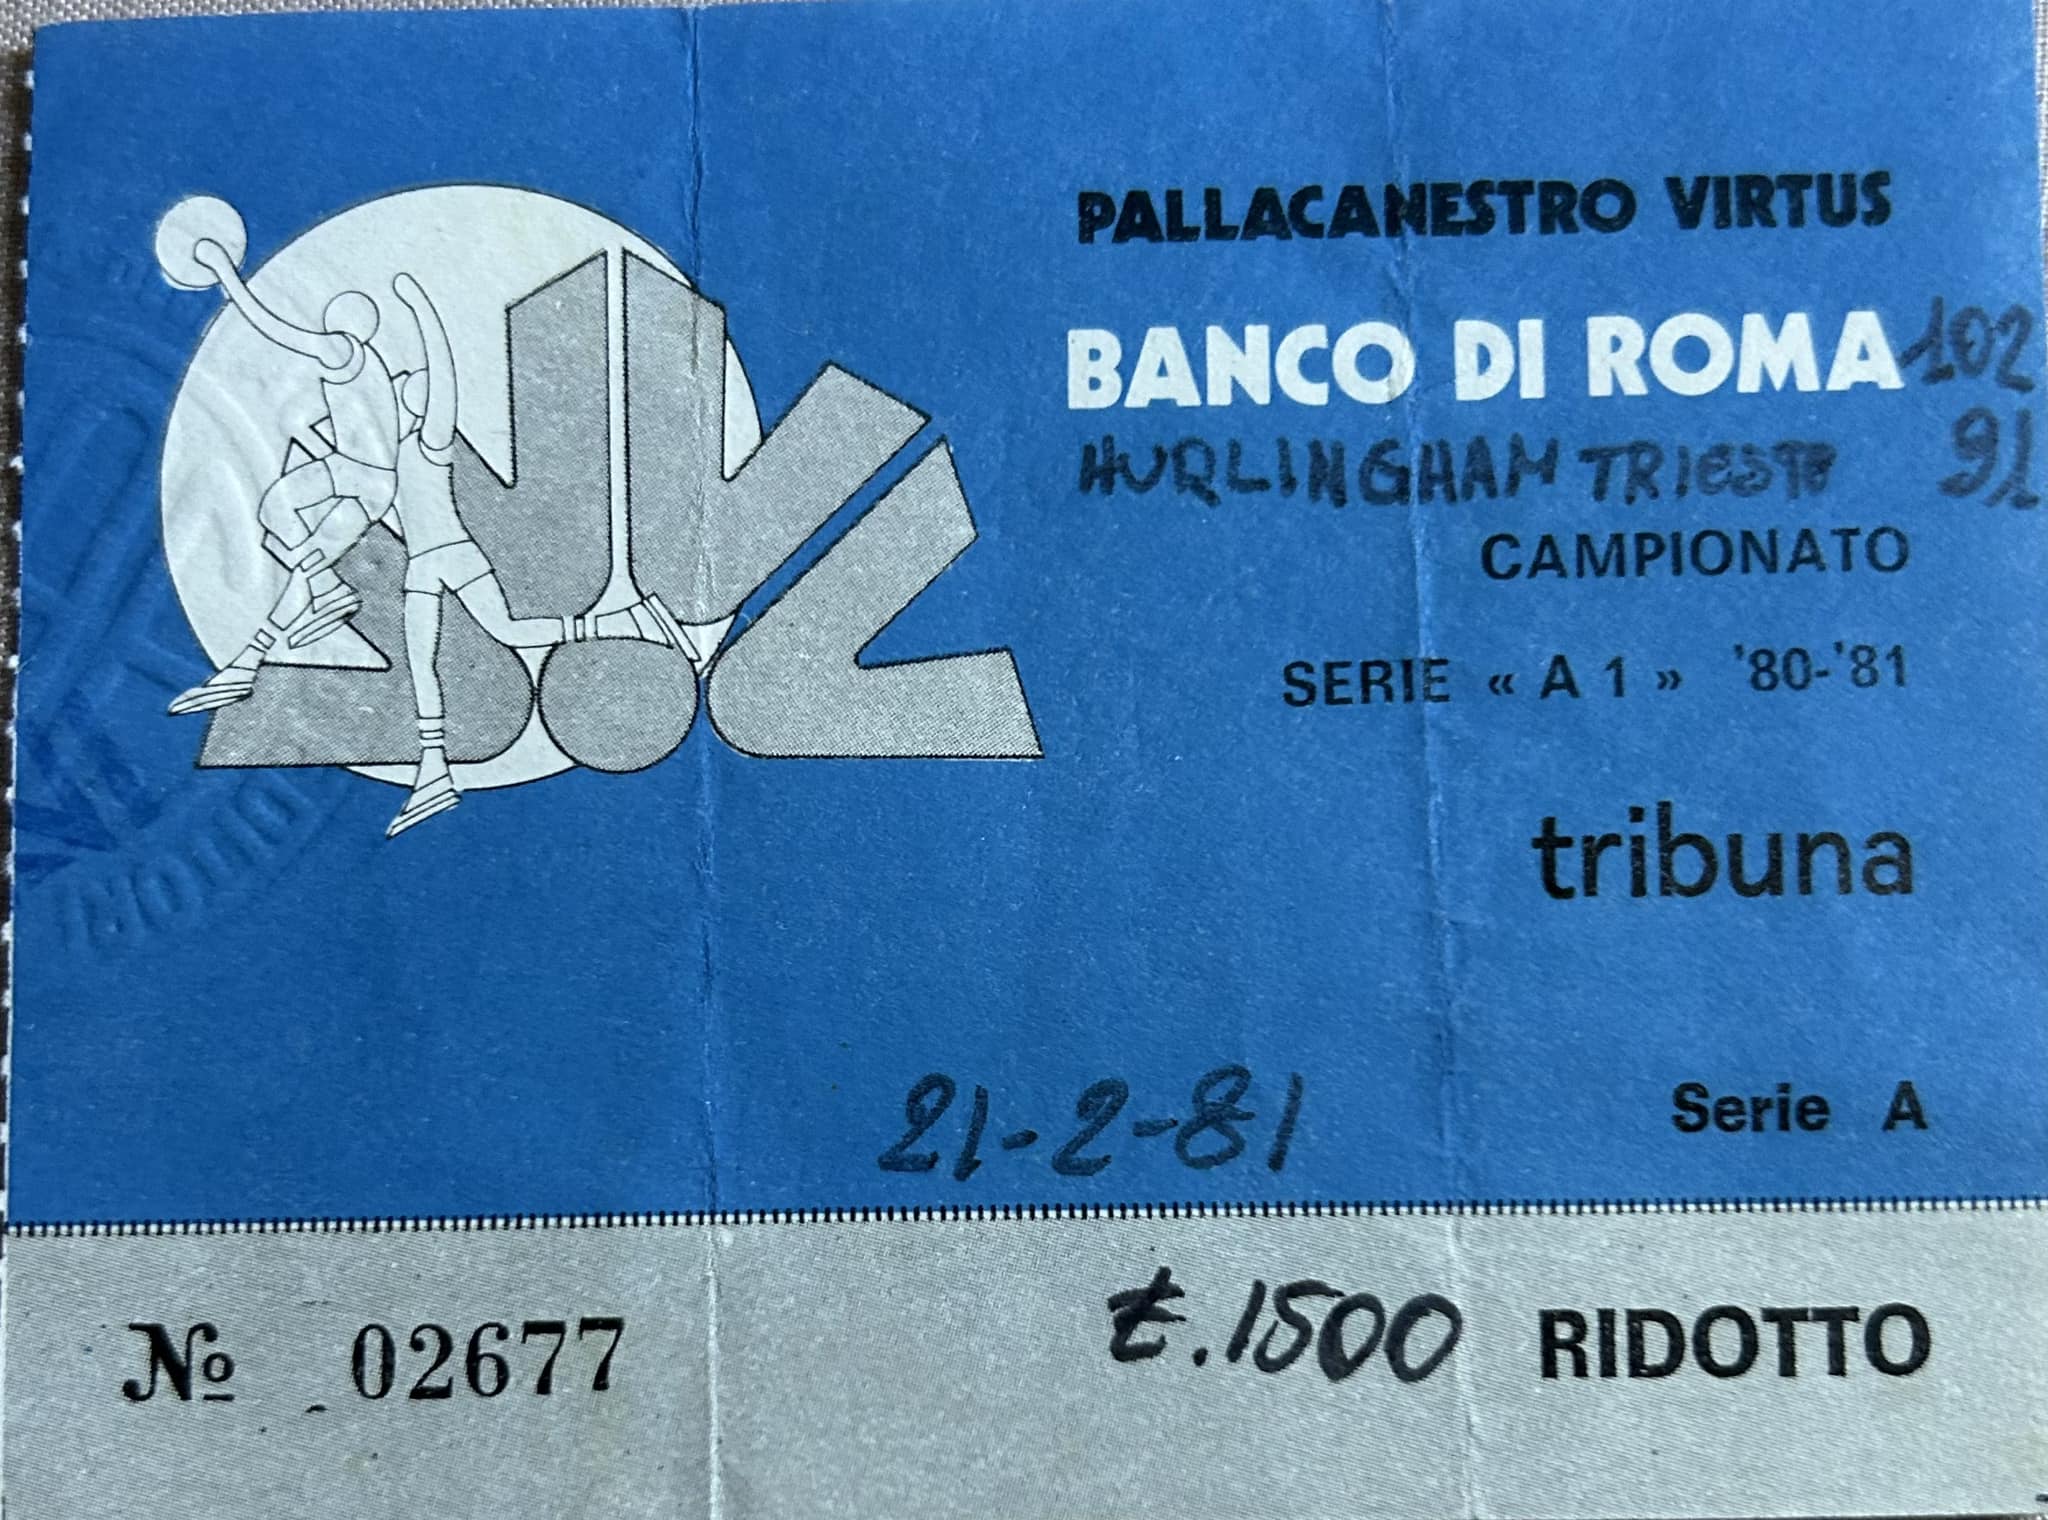 PALLACANESTRO VIRTUS
BANCO DI ROMA 102
HURLINGHAM TRIESTE 91
CAMPIONATO
SERIE « A 1 » '80-'81
tribuna
Serie A
21-2-81
№ 02677
£.1500 RIDOTTO